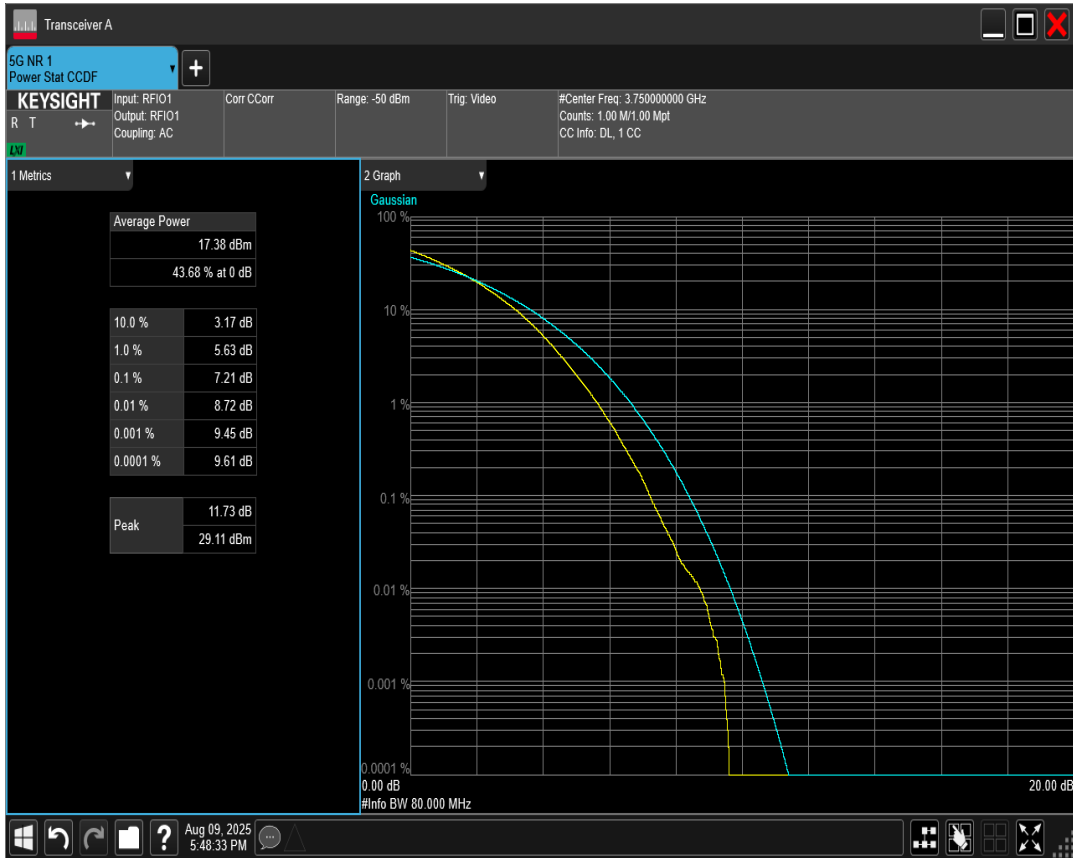 Transceiver A
5G NR 1
Power Stat CCDF
+
KEYSIGHT
R T
LXI
Input: RFIO1
Output: RFIO1
Coupling: AC
Corr CCorr
Range: -50 dBm
Trig: Video
#Center Freq: 3.750000000 GHz
Counts: 1.00 M/1.00 Mpt
CC Info: DL, 1 CC
1 Metrics
Average Power
17.38 dBm
43.68 % at 0 dB
10.0 % 3.17 dB
1.0 % 5.63 dB
0.1 % 7.21 dB
0.01 % 8.72 dB
0.001 % 9.45 dB
0.0001 % 9.61 dB
Peak
11.73 dB
29.11 dBm
2 Graph
Gaussian
100 %
10 %
1 %
0.1 %
0.01 %
0.001 %
0.0001 %
0.00 dB 20.00 dB
#Info BW 80.000 MHz
?
Aug 09, 2025
5:48:33 PM